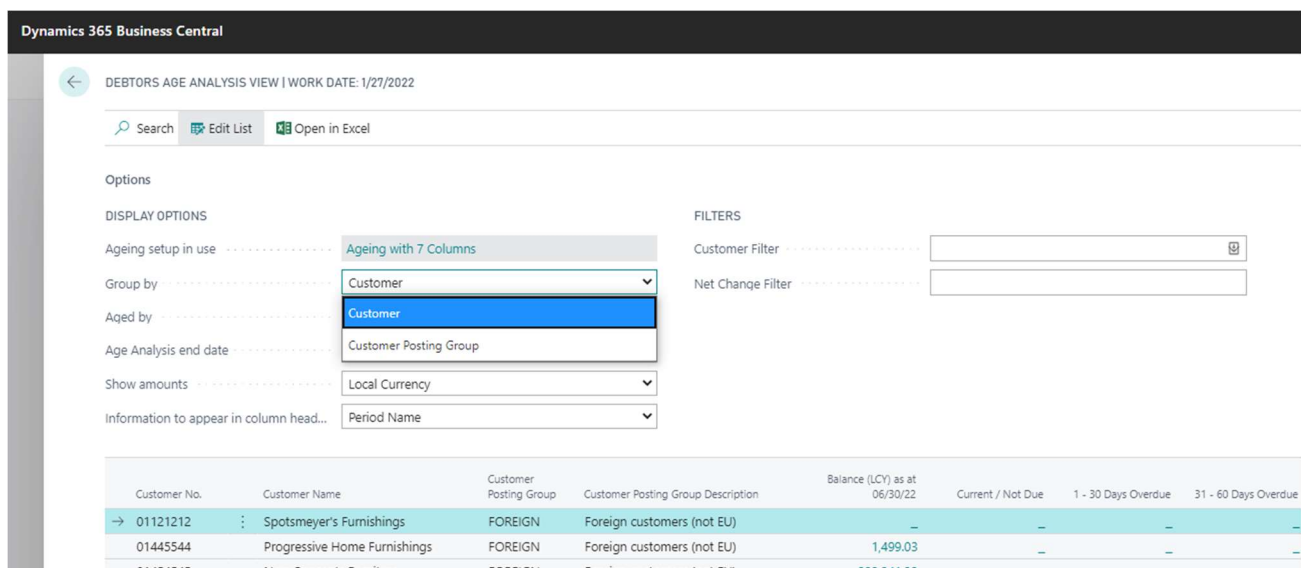 Dynamics 365 Business Central
DEBTORS AGE ANALYSIS VIEW | WORK DATE: 1/27/2022
Search Edit List Open in Excel
Options
DISPLAY OPTIONS FILTERS
Ageing setup in use Ageing with 7 Columns Customer Filter
Group by Customer Net Change Filter
Aged by Customer
Age Analysis end date Customer Posting Group
Show amounts Local Currency
Information to appear in column head... Period Name
Customer Balance (LCY) as at
Customer No. Customer Name Posting Group Customer Posting Group Description 06/30/22 Current / Not Due 1 - 30 Days Overdue 31 - 60 Days Overdue
01121212 Spotsmeyer's Furnishings FOREIGN Foreign customers (not EU) _ _ _ _
01445544 Progressive Home Furnishings FOREIGN Foreign customers (not EU) 1,499.03 _ _ _